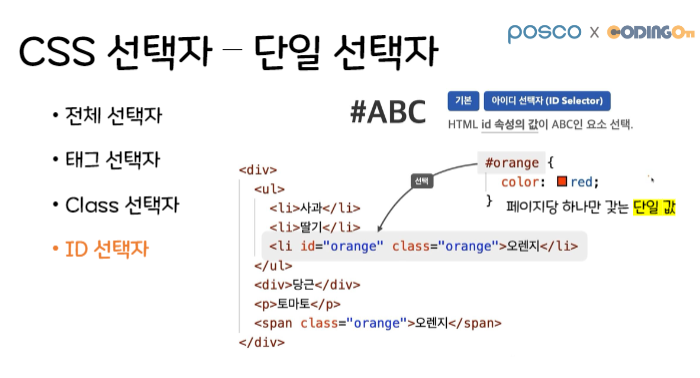 CSS 선택자 – 단일 선택자
posco x CODINGOn
• 전체 선택자
• 태그 선택자
• Class 선택자
• ID 선택자
#ABC
기본 아이디 선택자 (ID Selector)
HTML id 속성의 값이 ABC인 요소 선택.
<div>
<ul>
<li>사과</li>
<li>딸기</li>
<li id="orange" class="orange">오렌지</li>
</ul>
<div>당근</div>
<p>토마토</p>
<span class="orange">오렌지</span>
</div>
선택
#orange {
color: red;
}
페이지당 하나만 갖는 단일 값